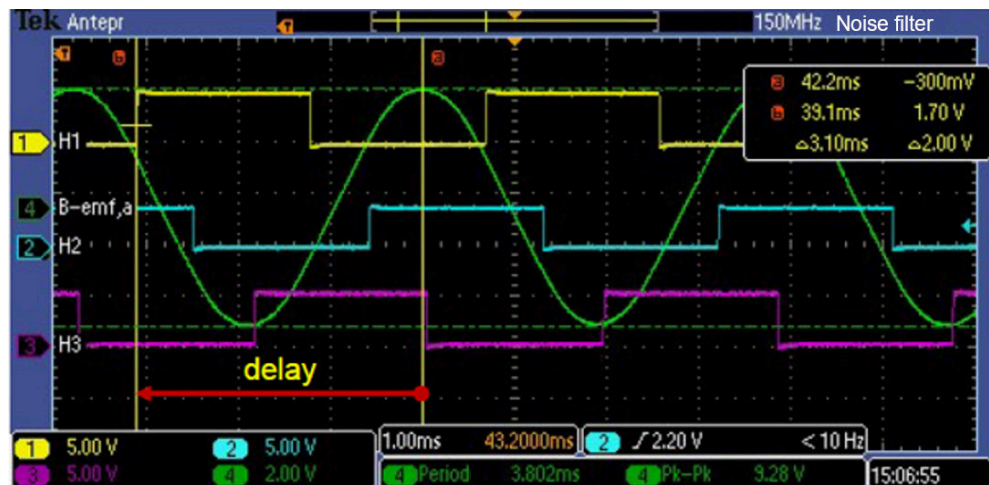 Tek Antepr 150MHz Noise filter
b a
a 42.2ms −300mV
b 39.1ms 1.70 V
△3.10ms △2.00 V
1 H1
4 B-emf,a
2 H2
3 H3
delay
1 5.00 V 2 5.00 V 1.00ms 43.2000ms 2 2.20 V < 10 Hz
3 5.00 V 4 2.00 V 4 Period 3.802ms 4 Pk-Pk 9.28 V 15:06:55